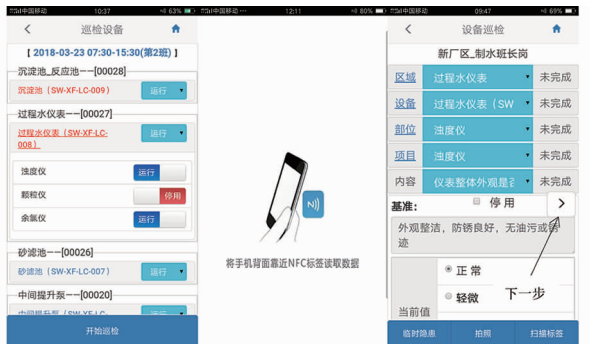 中国移动 10:37 63%
巡检设备
【 2018-03-23 07:30-15:30(第2班) 】
沉淀池_反应池--[00028]
沉淀池（SW-XF-LC-009） 运行
过程水仪表--[00027]
过程水仪表（SW-XF-LC-
008） 运行
浊度仪 运行
颗粒仪 停用
余氯仪 运行
砂滤池--[00026]
砂滤池（SW-XF-LC-007） 运行
中间提升泵--[00020]
开始巡检
中国移动 12:11 80%
将手机背面靠近NFC标签读取数据
中国移动 09:47 69%
设备巡检
新厂区_制水班长岗
区域 过程水仪表 未完成
设备 过程水仪表（SW 未完成
部位 浊度仪 未完成
项目 浊度仪 未完成
内容 仪表整体外观是否 未完成
基准: 停 用
外观整洁，防锈良好，无油污或锈
迹
正 常
轻微
下一步
当前值
临时隐患 拍照 扫描标签